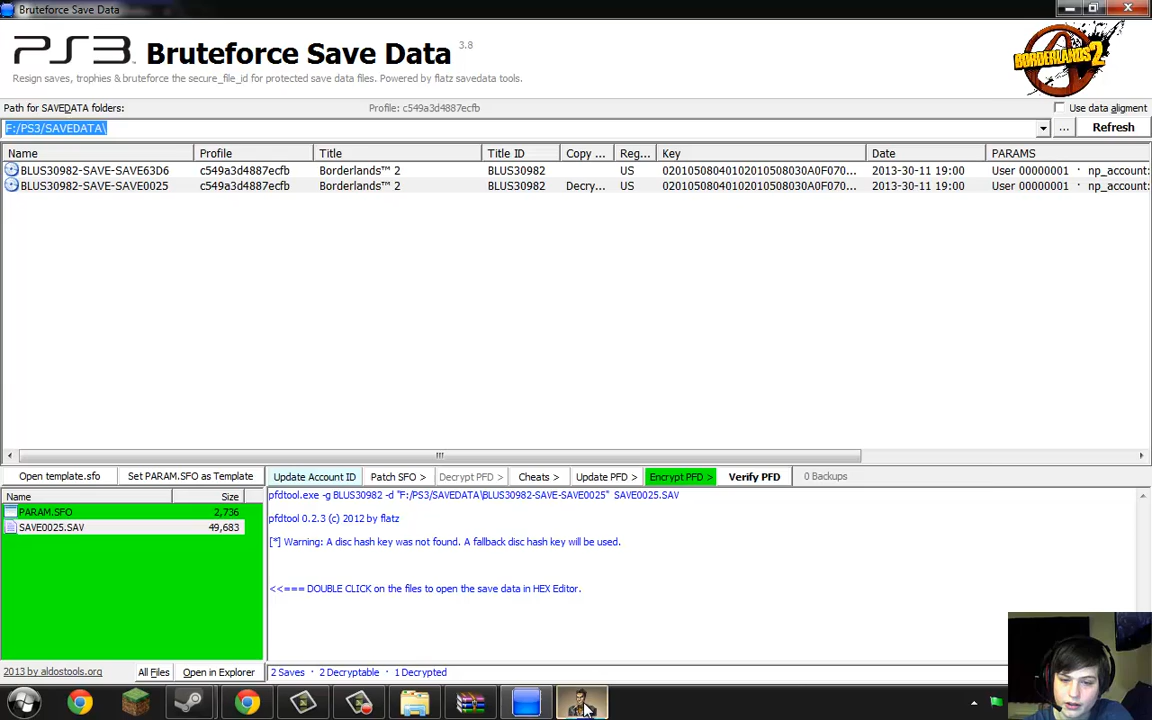 Bruteforce Save Data
PS3 Bruteforce Save Data 3.8
Resign saves, trophies & bruteforce the secure_file_id for protected save data files. Powered by flatz savedata tools.
BORDERLANDS 2
Path for SAVEDATA folders: Profile: c549a3d4887ecfb Use data aligment
F:/PS3/SAVEDATA\ ... Refresh
Name Profile Title Title ID Copy ... Reg... Key Date PARAMS
BLUS30982-SAVE-SAVE63D6 c549a3d4887ecfb Borderlands™ 2 BLUS30982 US 02010508040102010508030A0F070... 2013-30-11 19:00 User 00000001 · np_account:
BLUS30982-SAVE-SAVE0025 c549a3d4887ecfb Borderlands™ 2 BLUS30982 Decry... US 02010508040102010508030A0F070... 2013-30-11 19:00 User 00000001 · np_account:
Open template.sfo Set PARAM.SFO as Template Update Account ID Patch SFO > Decrypt PFD > Cheats > Update PFD > Encrypt PFD > Verify PFD 0 Backups
Name Size
PARAM.SFO 2,736
SAVE0025.SAV 49,683
pfdtool.exe -g BLUS30982 -d "F:/PS3/SAVEDATA\BLUS30982-SAVE-SAVE0025" SAVE0025.SAV
pfdtool 0.2.3 (c) 2012 by flatz
[*] Warning: A disc hash key was not found. A fallback disc hash key will be used.
<<=== DOUBLE CLICK on the files to open the save data in HEX Editor.
2013 by aldostools.org All Files Open in Explorer 2 Saves · 2 Decryptable · 1 Decrypted